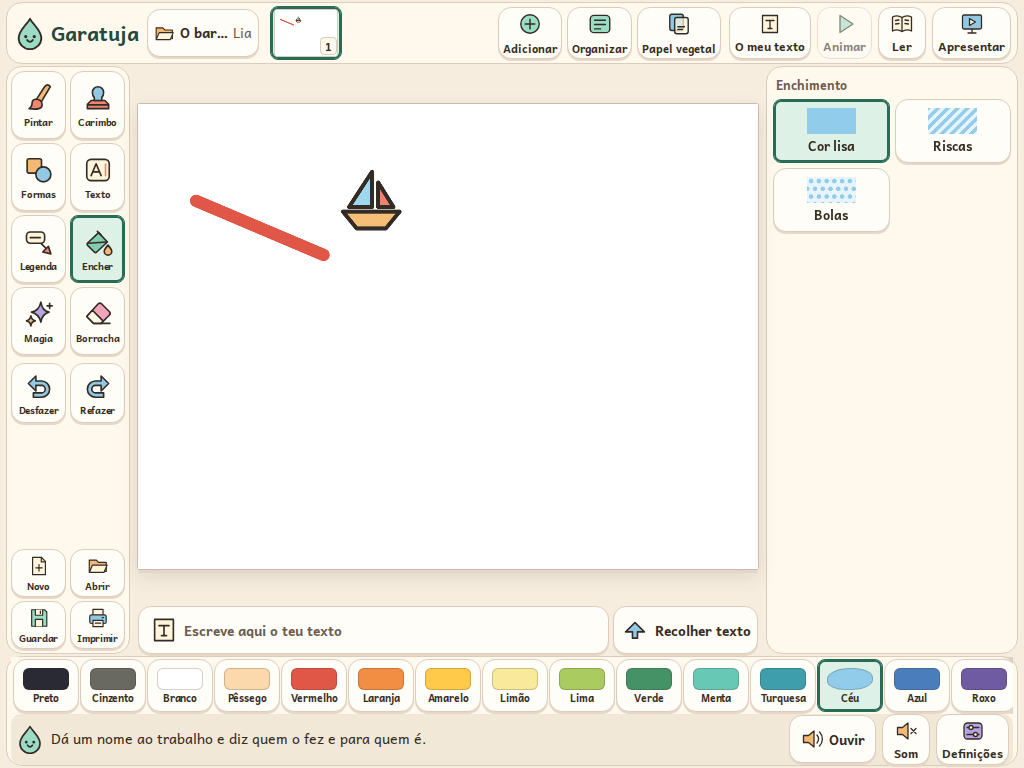 Garatuja
O bar... Lia
1
Adicionar
Organizar
Papel vegetal
O meu texto
Animar
Ler
Apresentar
Pintar
Carimbo
Formas
Texto
Legenda
Encher
Magia
Borracha
Desfazer
Refazer
Novo
Abrir
Guardar
Imprimir
Enchimento
Cor lisa
Riscas
Bolas
Escreve aqui o teu texto
Recolher texto
Preto
Cinzento
Branco
Pêssego
Vermelho
Laranja
Amarelo
Limão
Lima
Verde
Menta
Turquesa
Céu
Azul
Roxo
Dá um nome ao trabalho e diz quem o fez e para quem é.
Ouvir
Som
Definições